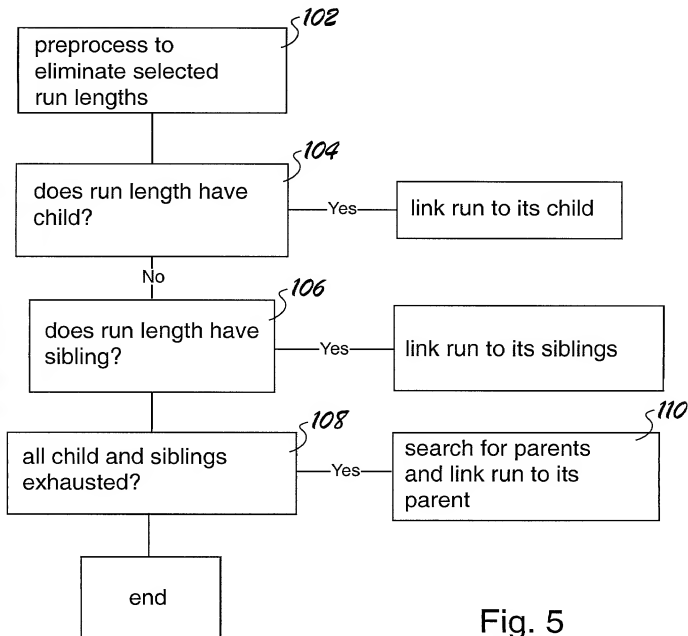 102
preprocess to
eliminate selected
run lengths
104
does run length have
child?
Yes
link run to its child
No
106
does run length have
sibling?
Yes
link run to its siblings
108
all child and siblings
exhausted?
Yes
110
search for parents
and link run to its
parent
end
Fig. 5